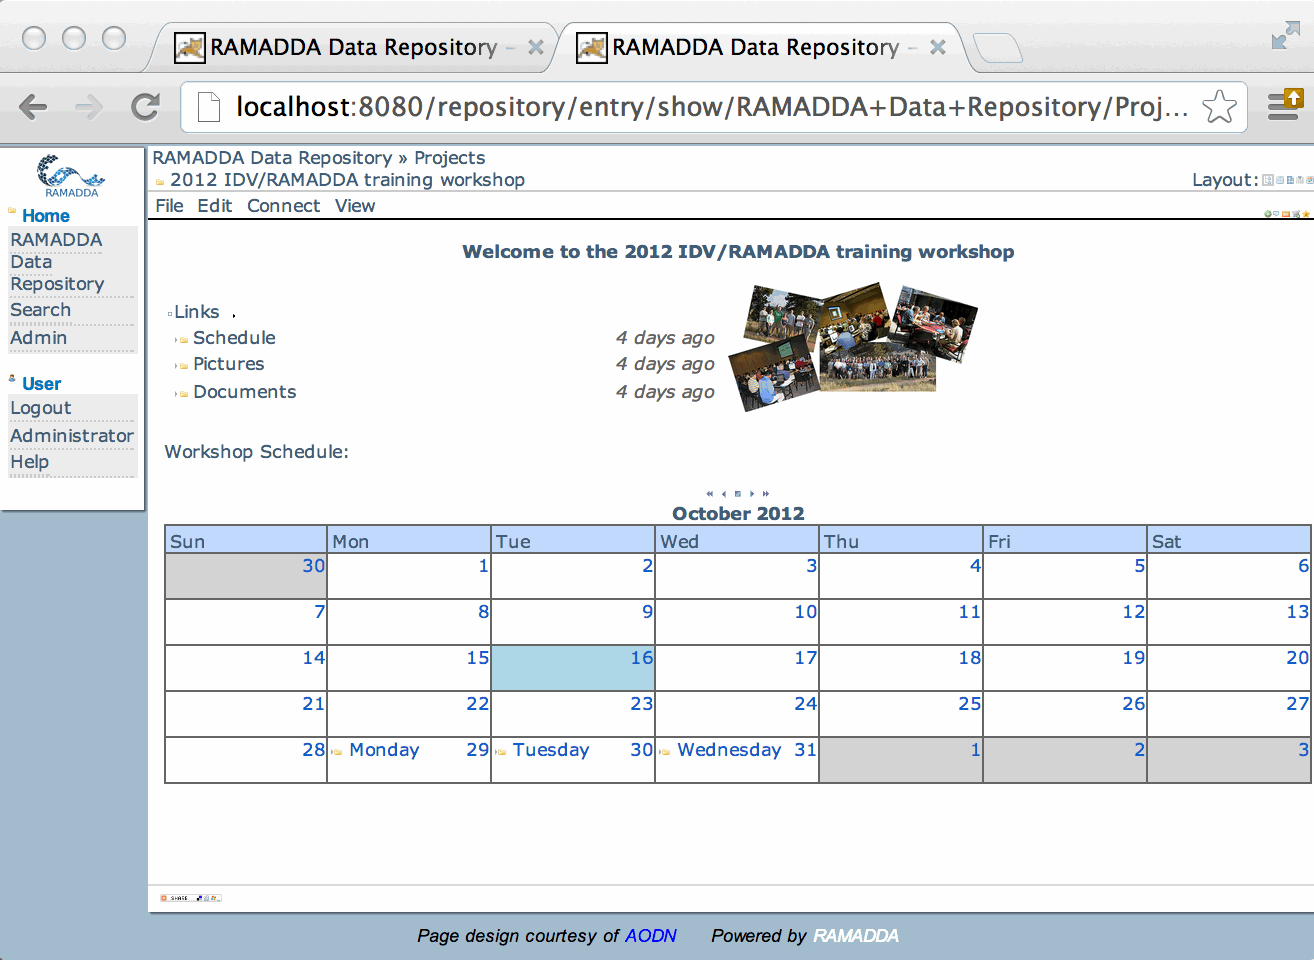 RAMADDA Data Repository –
RAMADDA Data Repository –
localhost:8080/repository/entry/show/RAMADDA+Data+Repository/Proj...
RAMADDA
Home
RAMADDA
Data
Repository
Search
Admin
User
Logout
Administrator
Help
RAMADDA Data Repository » Projects
2012 IDV/RAMADDA training workshop
Layout:
File Edit Connect View
Welcome to the 2012 IDV/RAMADDA training workshop
Links
Schedule 4 days ago
Pictures 4 days ago
Documents 4 days ago
Workshop Schedule:
October 2012
Sun Mon Tue Wed Thu Fri Sat
30 1 2 3 4 5 6
7 8 9 10 11 12 13
14 15 16 17 18 19 20
21 22 23 24 25 26 27
28 Monday 29 Tuesday 30 Wednesday 31 1 2 3
SHARE
Page design courtesy of AODN Powered by RAMADDA